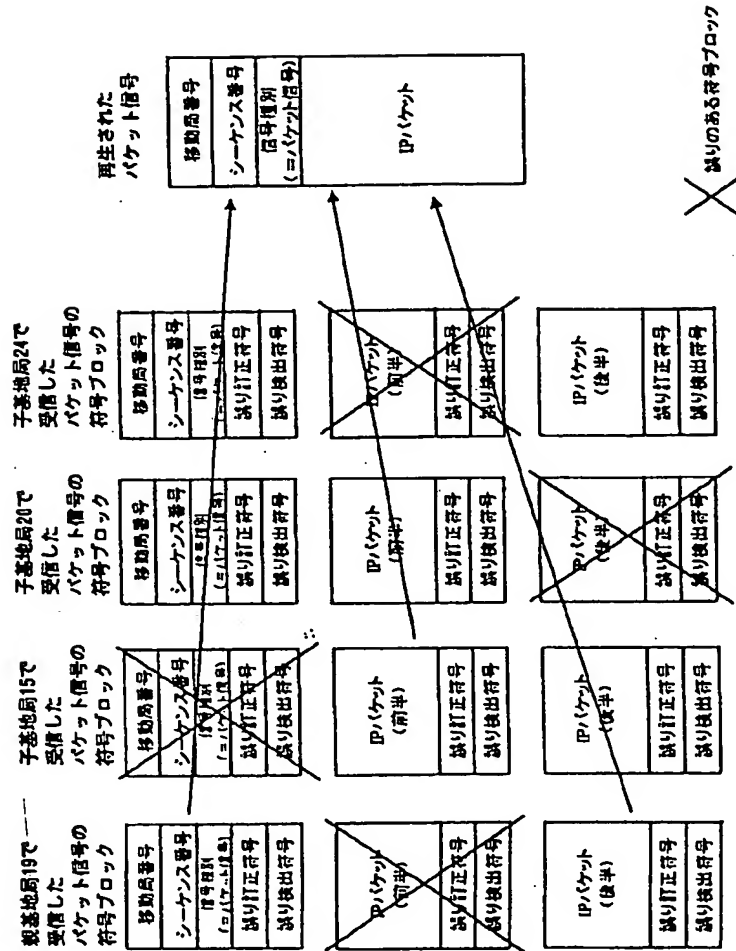 親基地局19で
受信した
パケット信号の
符号ブロック
移動局番号
シーケンス番号
信号種別
(=パケット信号)
誤り訂正符号
誤り検出符号
IPパケット
(前半)
誤り訂正符号
誤り検出符号
IPパケット
(後半)
誤り訂正符号
誤り検出符号
子基地局15で
受信した
パケット信号の
符号ブロック
移動局番号
シーケンス番号
信号種別
(=パケット信号)
誤り訂正符号
誤り検出符号
IPパケット
(前半)
誤り訂正符号
誤り検出符号
IPパケット
(後半)
誤り訂正符号
誤り検出符号
子基地局20で
受信した
パケット信号の
符号ブロック
移動局番号
シーケンス番号
信号種別
(=パケット信号)
誤り訂正符号
誤り検出符号
IPパケット
(前半)
誤り訂正符号
誤り検出符号
IPパケット
(後半)
誤り訂正符号
誤り検出符号
子基地局24で
受信した
パケット信号の
符号ブロック
移動局番号
シーケンス番号
信号種別
(=パケット信号)
誤り訂正符号
誤り検出符号
IPパケット
(前半)
誤り訂正符号
誤り検出符号
IPパケット
(後半)
誤り訂正符号
誤り検出符号
再生された
パケット信号
移動局番号
シーケンス番号
信号種別
(=パケット信号)
IPパケット
誤りのある符号ブロック